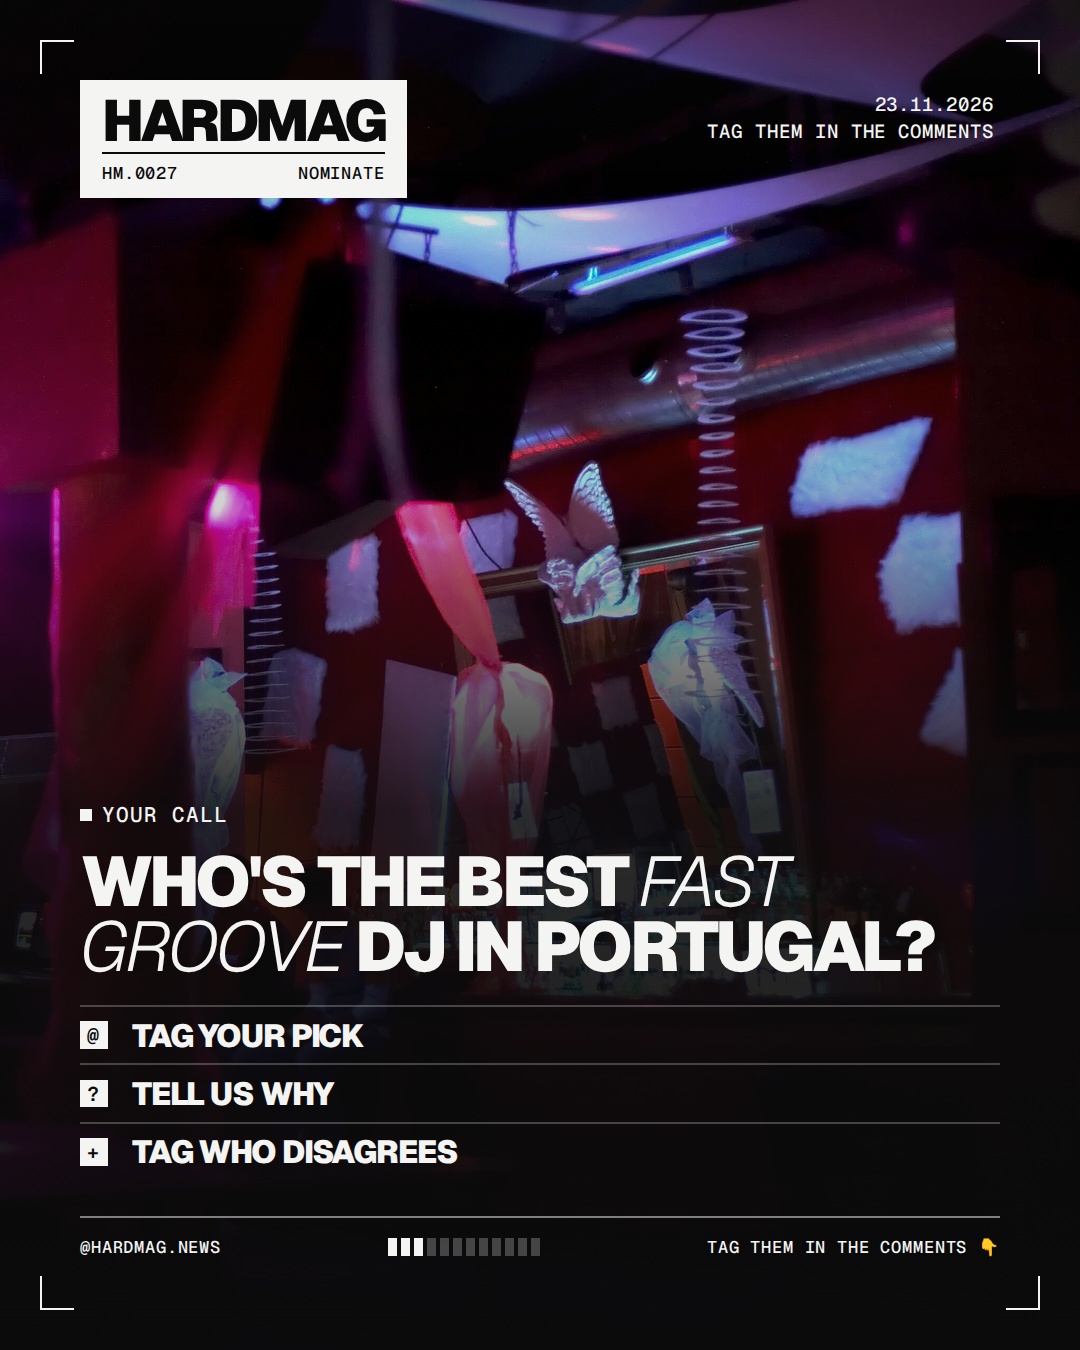 HARDMAG
HM.0027 NOMINATE
23.11.2026
TAG THEM IN THE COMMENTS
YOUR CALL
WHO'S THE BEST FAST
GROOVE DJ IN PORTUGAL?
@ TAG YOUR PICK
? TELL US WHY
+ TAG WHO DISAGREES
@HARDMAG.NEWS
TAG THEM IN THE COMMENTS 👇